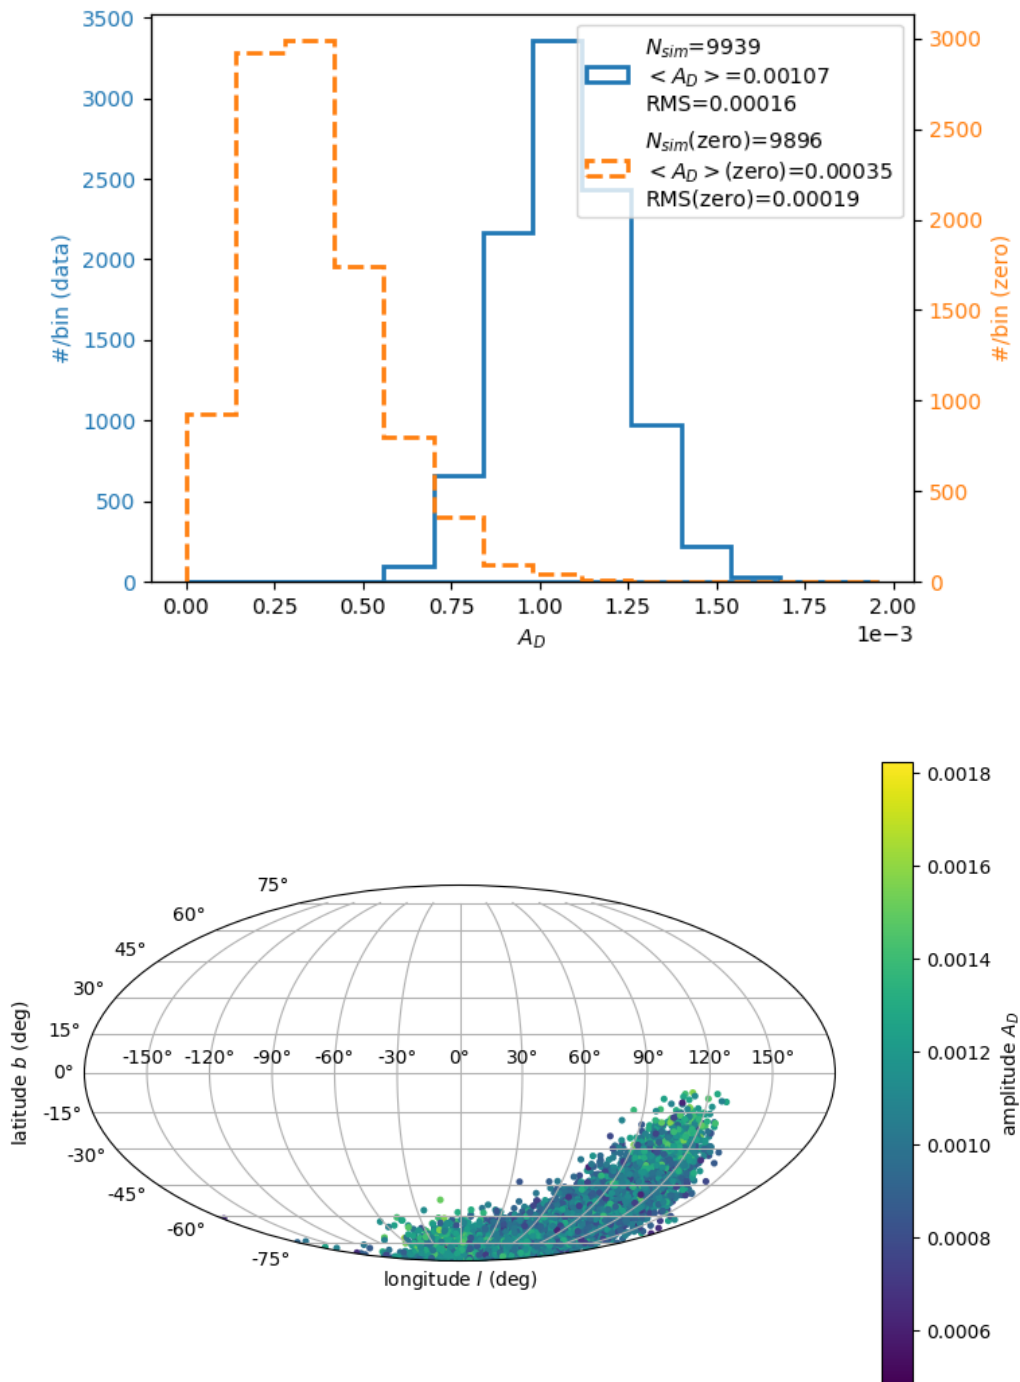 3500
3000
2500
2000
1500
1000
500
0
#/bin (data)
N_sim=9939
<A_D>=0.00107
RMS=0.00016
N_sim(zero)=9896
<A_D>(zero)=0.00035
RMS(zero)=0.00019
3000
2500
2000
1500
1000
500
0
#/bin (zero)
0.00 0.25 0.50 0.75 1.00 1.25 1.50 1.75 2.00
1e−3
A_D
75°
60°
45°
30°
15°
0°
-15°
-30°
-45°
-60°
-75°
latitude b (deg)
-150° -120° -90° -60° -30° 0° 30° 60° 90° 120° 150°
longitude l (deg)
0.0018
0.0016
0.0014
0.0012
0.0010
0.0008
0.0006
amplitude A_D